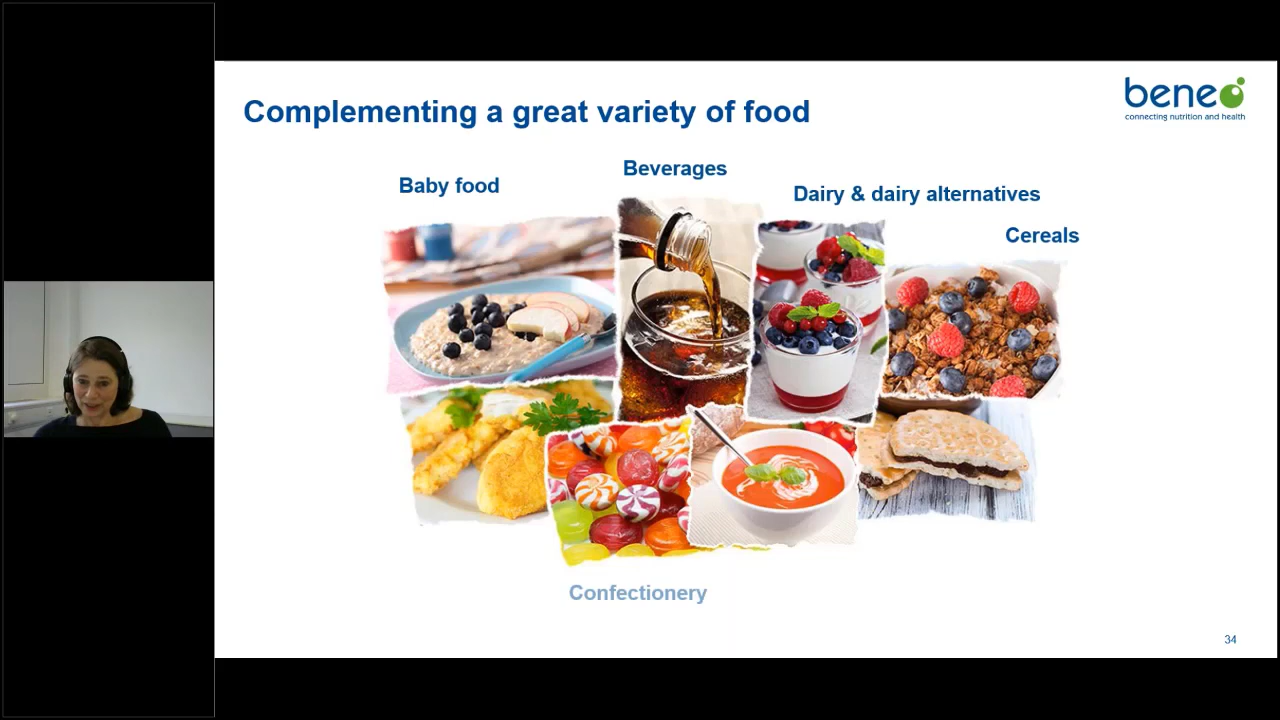 Complementing a great variety of food
beneo
connecting nutrition and health
Baby food
Beverages
Dairy & dairy alternatives
Cereals
Confectionery
34